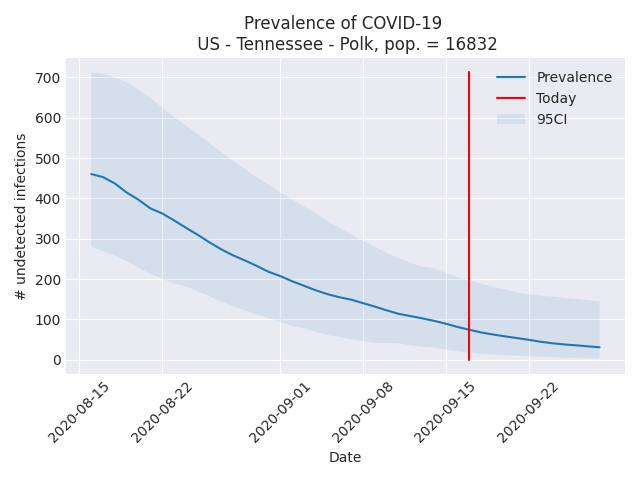 Prevalence of COVID-19
US - Tennessee - Polk, pop. = 16832
Prevalence
Today
95CI
# undetected infections
700
600
500
400
300
200
100
0
2020-08-15
2020-08-22
2020-09-01
2020-09-08
2020-09-15
2020-09-22
Date